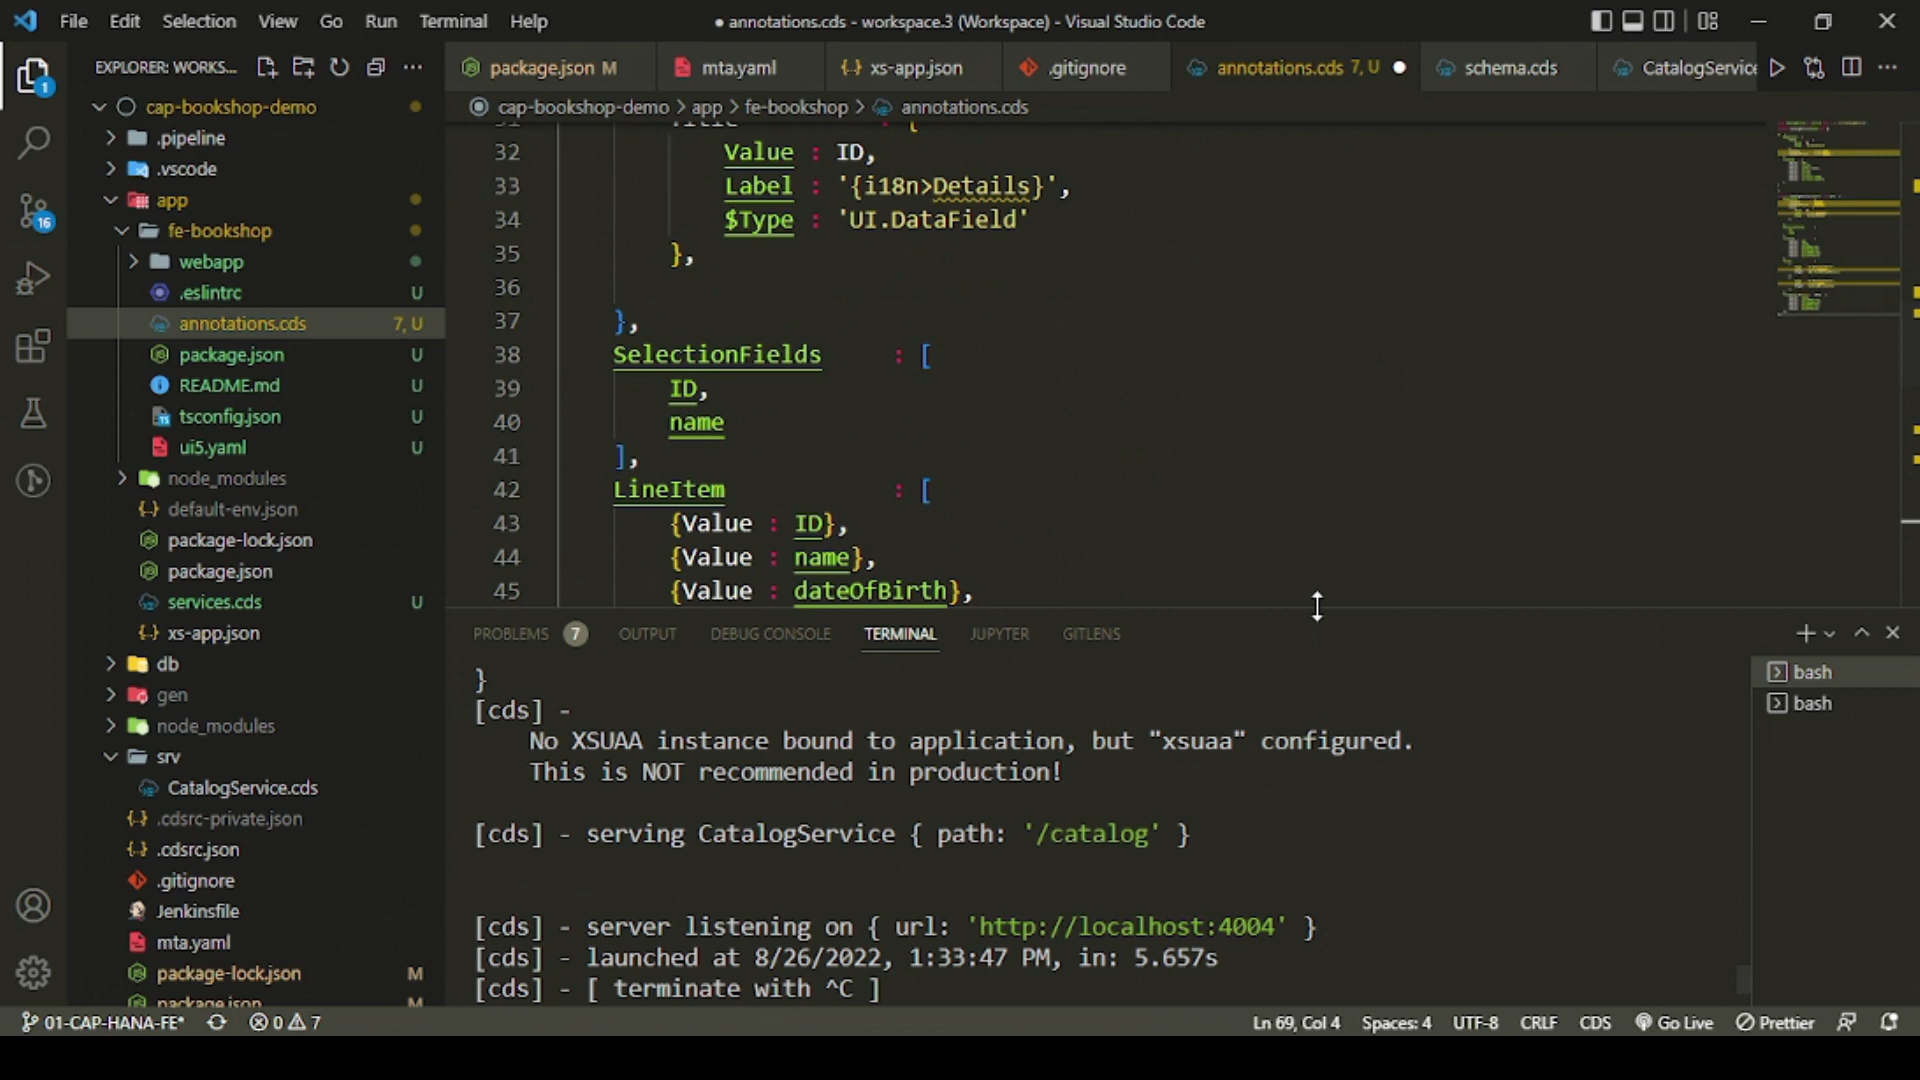 File Edit Selection View Go Run Terminal Help
● annotations.cds - workspace.3 (Workspace) - Visual Studio Code
EXPLORER: WORKS...
package.json M
mta.yaml
xs-app.json
.gitignore
annotations.cds 7, U
schema.cds
CatalogService
cap-bookshop-demo > app > fe-bookshop > annotations.cds
cap-bookshop-demo
.pipeline
.vscode
app
fe-bookshop
webapp
.eslintrc U
annotations.cds 7, U
package.json U
README.md U
tsconfig.json U
ui5.yaml U
node_modules
default-env.json
package-lock.json
package.json
services.cds U
xs-app.json
db
gen
node_modules
srv
CatalogService.cds
.cdsrc-private.json
.cdsrc.json
.gitignore
Jenkinsfile
mta.yaml
package-lock.json M
package.json M
1
16
32 Value : ID,
33 Label : '{i18n>Details}',
34 $Type : 'UI.DataField'
35 },
36
37 },
38 SelectionFields : [
39 ID,
40 name
41 ],
42 LineItem : [
43 {Value : ID},
44 {Value : name},
45 {Value : dateOfBirth},
PROBLEMS 7 OUTPUT DEBUG CONSOLE TERMINAL JUPYTER GITLENS
}
[cds] -
No XSUAA instance bound to application, but "xsuaa" configured.
This is NOT recommended in production!
[cds] - serving CatalogService { path: '/catalog' }
[cds] - server listening on { url: 'http://localhost:4004' }
[cds] - launched at 8/26/2022, 1:33:47 PM, in: 5.657s
[cds] - [ terminate with ^C ]
bash
bash
01-CAP-HANA-FE* 0 7 Ln 69, Col 4 Spaces: 4 UTF-8 CRLF CDS Go Live Prettier